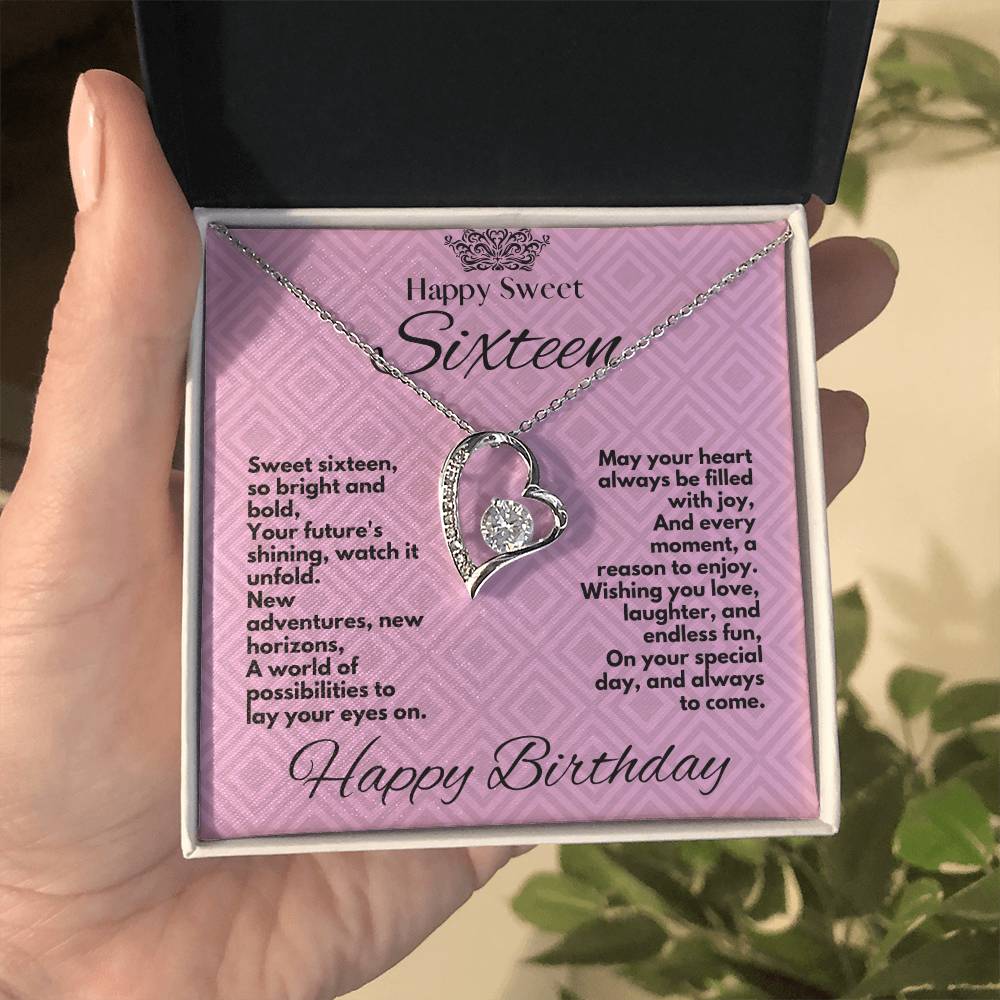 Happy Sweet
Sixteen
Sweet sixteen,
so bright and
bold,
Your future's
shining, watch it
unfold.
New
adventures, new
horizons,
A world of
possibilities to
lay your eyes on.
May your heart
always be filled
with joy,
And every
moment, a
reason to enjoy.
Wishing you love,
laughter, and
endless fun,
On your special
day, and always
to come.
Happy Birthday